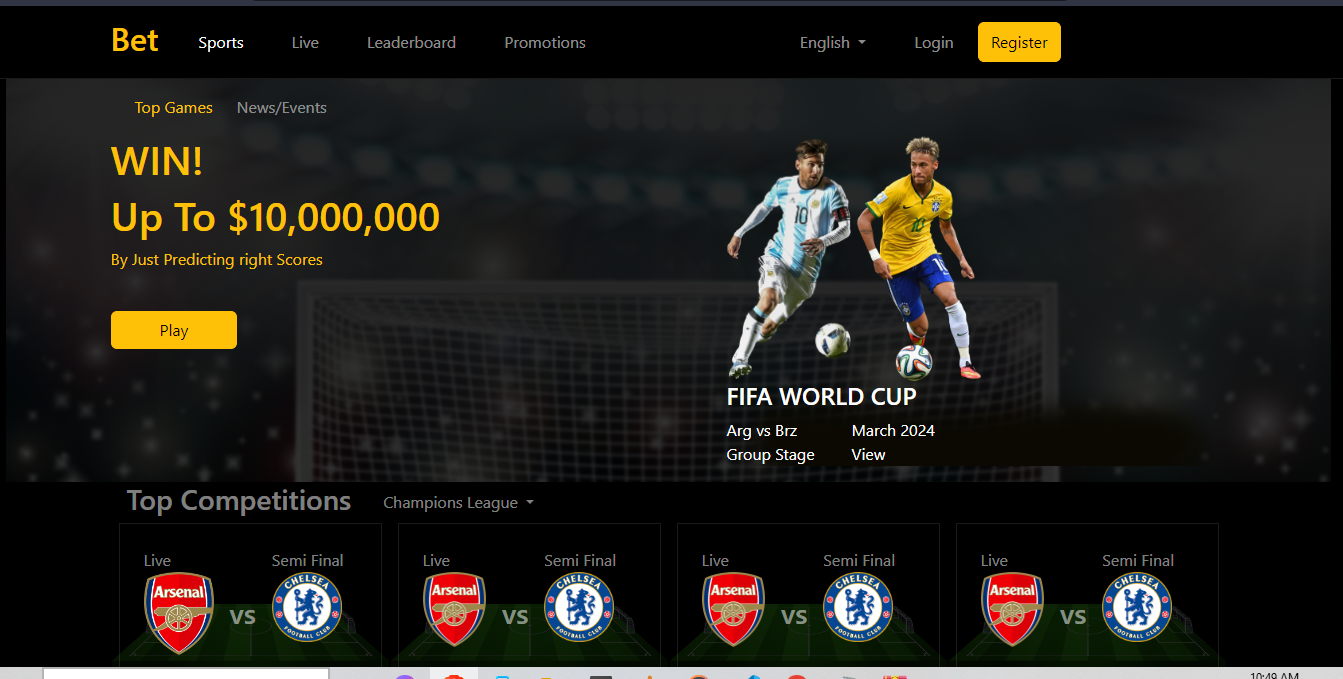 Bet Sports Live Leaderboard Promotions English Login Register
Top Games News/Events
WIN!
Up To $10,000,000
By Just Predicting right Scores
Play
10
10
10
FIFA WORLD CUP
Arg vs Brz March 2024
Group Stage View
Top Competitions Champions League
Live Semi Final Live Semi Final Live Semi Final Live Semi Final
Arsenal VS CHELSEA FOOTBALL CLUB Arsenal VS CHELSEA FOOTBALL CLUB Arsenal VS CHELSEA FOOTBALL CLUB Arsenal VS CHELSEA FOOTBALL CLUB
10:49 AM